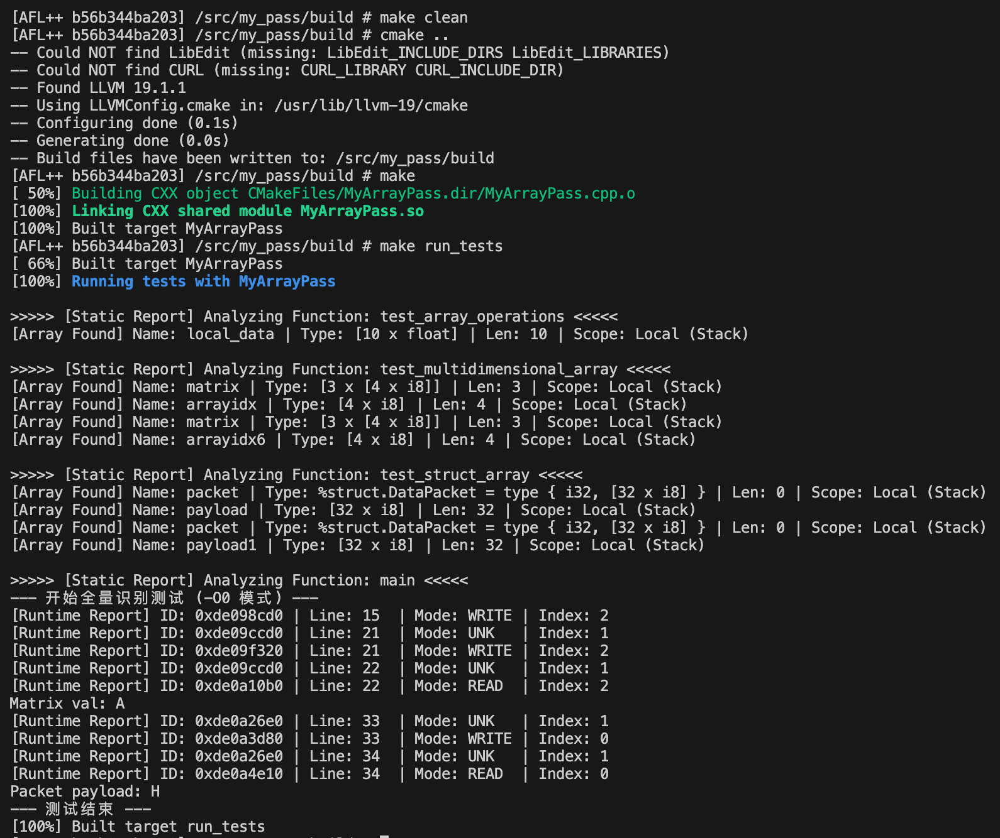 [AFL++ b56b344ba203] /src/my_pass/build # make clean
[AFL++ b56b344ba203] /src/my_pass/build # cmake ..
-- Could NOT find LibEdit (missing: LibEdit_INCLUDE_DIRS LibEdit_LIBRARIES)
-- Could NOT find CURL (missing: CURL_LIBRARY CURL_INCLUDE_DIR)
-- Found LLVM 19.1.1
-- Using LLVMConfig.cmake in: /usr/lib/llvm-19/cmake
-- Configuring done (0.1s)
-- Generating done (0.0s)
-- Build files have been written to: /src/my_pass/build
[AFL++ b56b344ba203] /src/my_pass/build # make
[ 50%] Building CXX object CMakeFiles/MyArrayPass.dir/MyArrayPass.cpp.o
[100%] Linking CXX shared module MyArrayPass.so
[100%] Built target MyArrayPass
[AFL++ b56b344ba203] /src/my_pass/build # make run_tests
[ 66%] Built target MyArrayPass
[100%] Running tests with MyArrayPass
>>>>> [Static Report] Analyzing Function: test_array_operations <<<<<
[Array Found] Name: local_data | Type: [10 x float] | Len: 10 | Scope: Local (Stack)
>>>>> [Static Report] Analyzing Function: test_multidimensional_array <<<<<
[Array Found] Name: matrix | Type: [3 x [4 x i8]] | Len: 3 | Scope: Local (Stack)
[Array Found] Name: arrayidx | Type: [4 x i8] | Len: 4 | Scope: Local (Stack)
[Array Found] Name: matrix | Type: [3 x [4 x i8]] | Len: 3 | Scope: Local (Stack)
[Array Found] Name: arrayidx6 | Type: [4 x i8] | Len: 4 | Scope: Local (Stack)
>>>>> [Static Report] Analyzing Function: test_struct_array <<<<<
[Array Found] Name: packet | Type: %struct.DataPacket = type { i32, [32 x i8] } | Len: 0 | Scope: Local (Stack)
[Array Found] Name: payload | Type: [32 x i8] | Len: 32 | Scope: Local (Stack)
[Array Found] Name: packet | Type: %struct.DataPacket = type { i32, [32 x i8] } | Len: 0 | Scope: Local (Stack)
[Array Found] Name: payload1 | Type: [32 x i8] | Len: 32 | Scope: Local (Stack)
>>>>> [Static Report] Analyzing Function: main <<<<<
--- 开始全量识别测试 (-O0 模式) ---
[Runtime Report] ID: 0xde098cd0 | Line: 15  | Mode: WRITE | Index: 2
[Runtime Report] ID: 0xde09ccd0 | Line: 21  | Mode: UNK   | Index: 1
[Runtime Report] ID: 0xde09f320 | Line: 21  | Mode: WRITE | Index: 2
[Runtime Report] ID: 0xde09ccd0 | Line: 22  | Mode: UNK   | Index: 1
[Runtime Report] ID: 0xde0a10b0 | Line: 22  | Mode: READ  | Index: 2
Matrix val: A
[Runtime Report] ID: 0xde0a26e0 | Line: 33  | Mode: UNK   | Index: 1
[Runtime Report] ID: 0xde0a3d80 | Line: 33  | Mode: WRITE | Index: 0
[Runtime Report] ID: 0xde0a26e0 | Line: 34  | Mode: UNK   | Index: 1
[Runtime Report] ID: 0xde0a4e10 | Line: 34  | Mode: READ  | Index: 0
Packet payload: H
--- 测试结束 ---
[100%] Built target run_tests